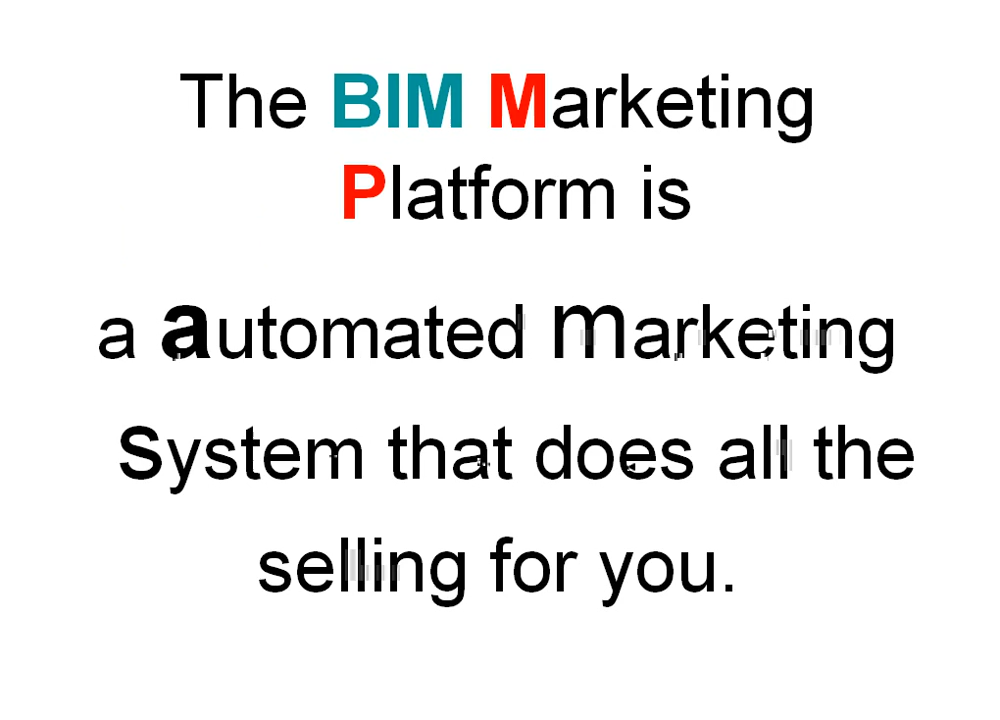 The BIM Marketing
Platform is
a automated marketing
System that does all the
selling for you.